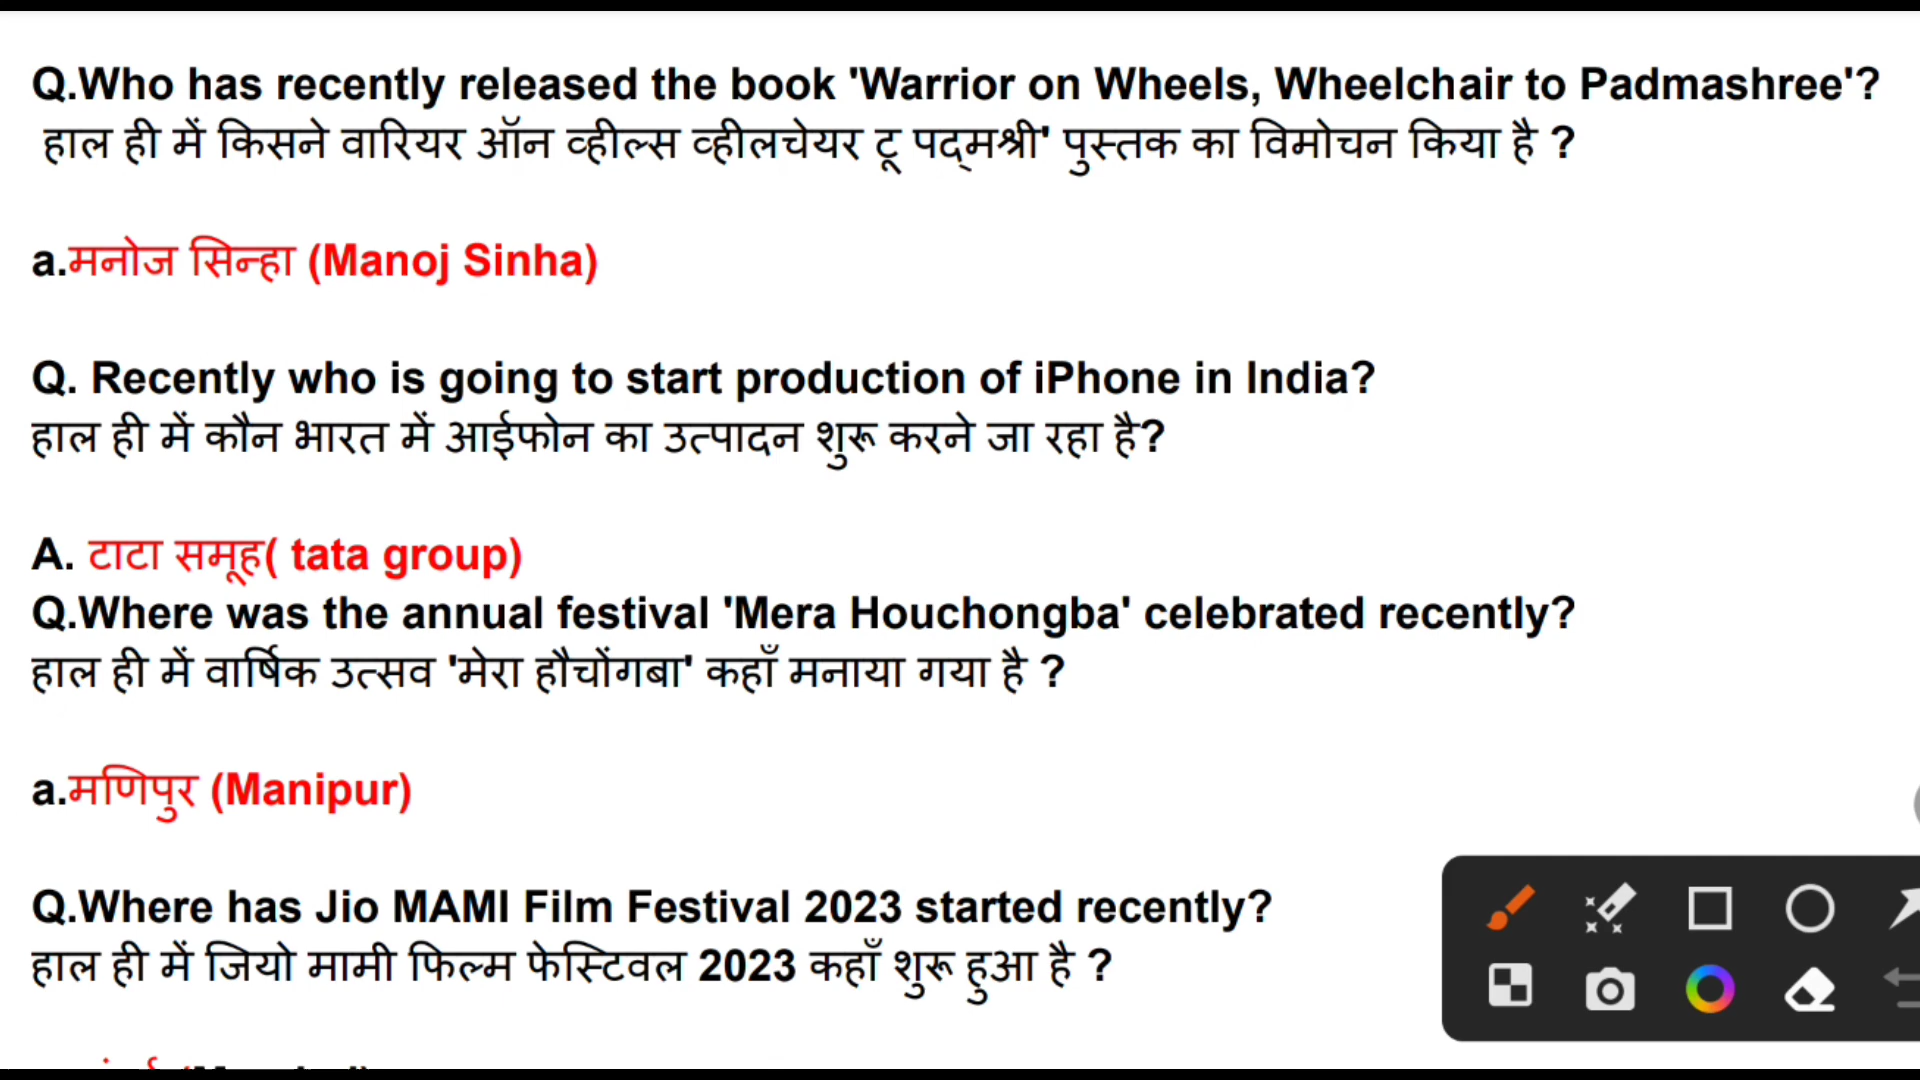 Q.Who has recently released the book 'Warrior on Wheels, Wheelchair to Padmashree'?
हाल ही में किसने वारियर ऑन व्हील्स व्हीलचेयर टू पद्मश्री' पुस्तक का विमोचन किया है ?
a.मनोज सिन्हा (Manoj Sinha)
Q. Recently who is going to start production of iPhone in India?
हाल ही में कौन भारत में आईफोन का उत्पादन शुरू करने जा रहा है?
A. टाटा समूह( tata group)
Q.Where was the annual festival 'Mera Houchongba' celebrated recently?
हाल ही में वार्षिक उत्सव 'मेरा हौचोंगबा' कहाँ मनाया गया है ?
a.मणिपुर (Manipur)
Q.Where has Jio MAMI Film Festival 2023 started recently?
हाल ही में जियो मामी फिल्म फेस्टिवल 2023 कहाँ शुरू हुआ है ?